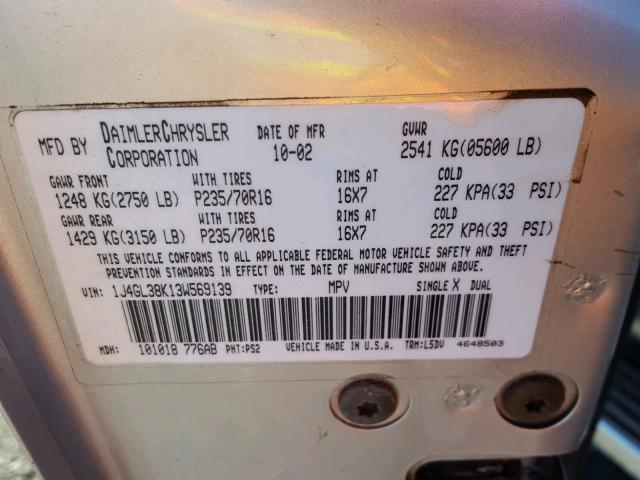 MFD BY DAIMLERCHRYSLER CORPORATION DATE OF MFR 10-02 GVWR 2541 KG(05600 LB)
GAWR FRONT WITH TIRES RIMS AT COLD
1248 KG(2750 LB) P235/70R16 16X7 227 KPA(33 PSI)
GAWR REAR WITH TIRES RIMS AT COLD
1429 KG(3150 LB) P235/70R16 16X7 227 KPA(33 PSI)
THIS VEHICLE CONFORMS TO ALL APPLICABLE FEDERAL MOTOR VEHICLE SAFETY AND THEFT
PREVENTION STANDARDS IN EFFECT ON THE DATE OF MANUFACTURE SHOWN ABOVE.
VIN: 1J4GL38K13W569139 TYPE: MPV SINGLE X DUAL
MDH: 101018 776AB PNT:PS2 VEHICLE MADE IN U.S.A. TRM:L5DV 4648503